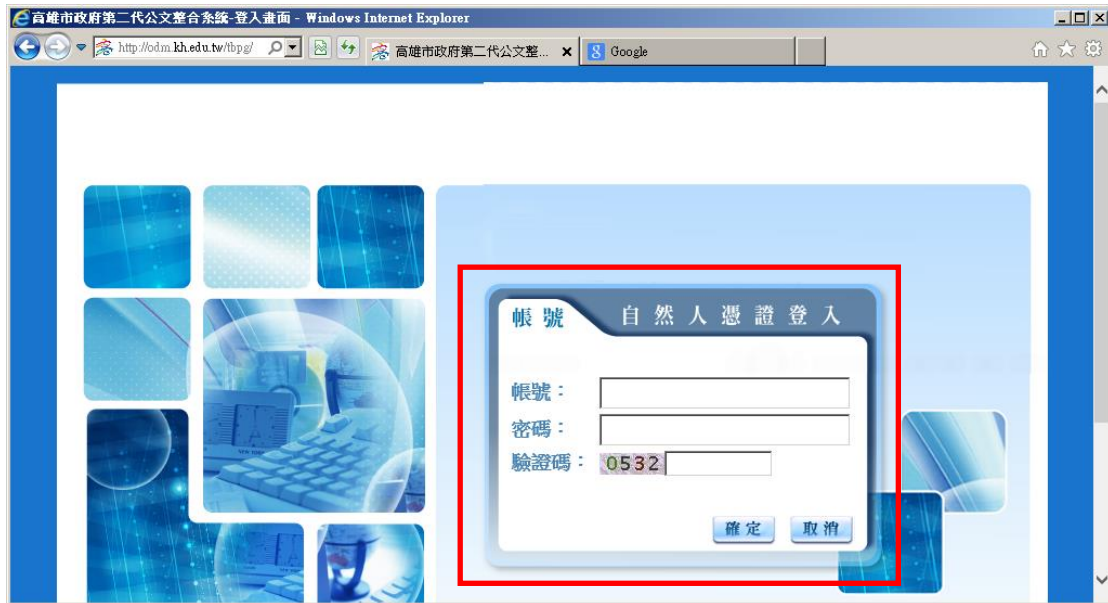 高雄市政府第二代公文整合系統-登入畫面 - Windows Internet Explorer
http://odm.kh.edu.tw/tbpg/
高雄市政府第二代公文整...
Google
帳號
自然人憑證登入
帳號：
密碼：
驗證碼：
0532
確定
取消